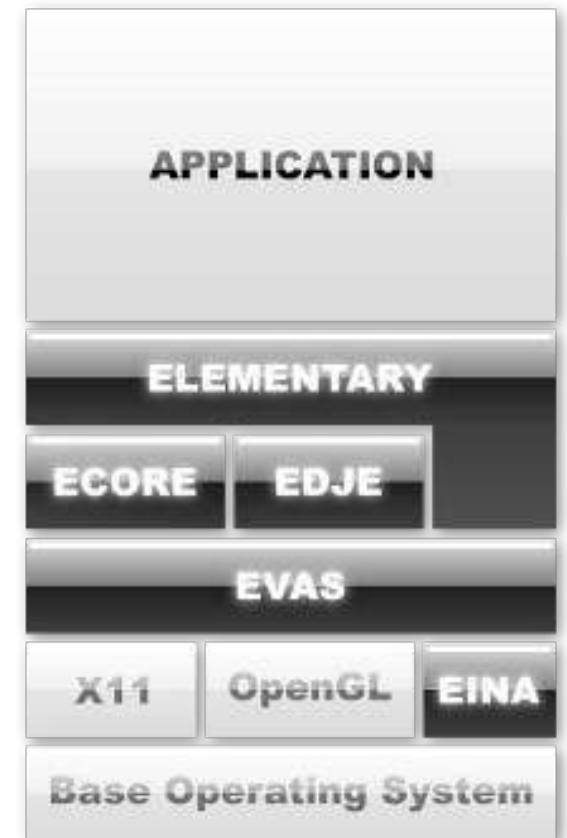 APPLICATION
ELEMENTARY
ECORE EDJE
EVAS
X11 OpenGL EINA
Base Operating System